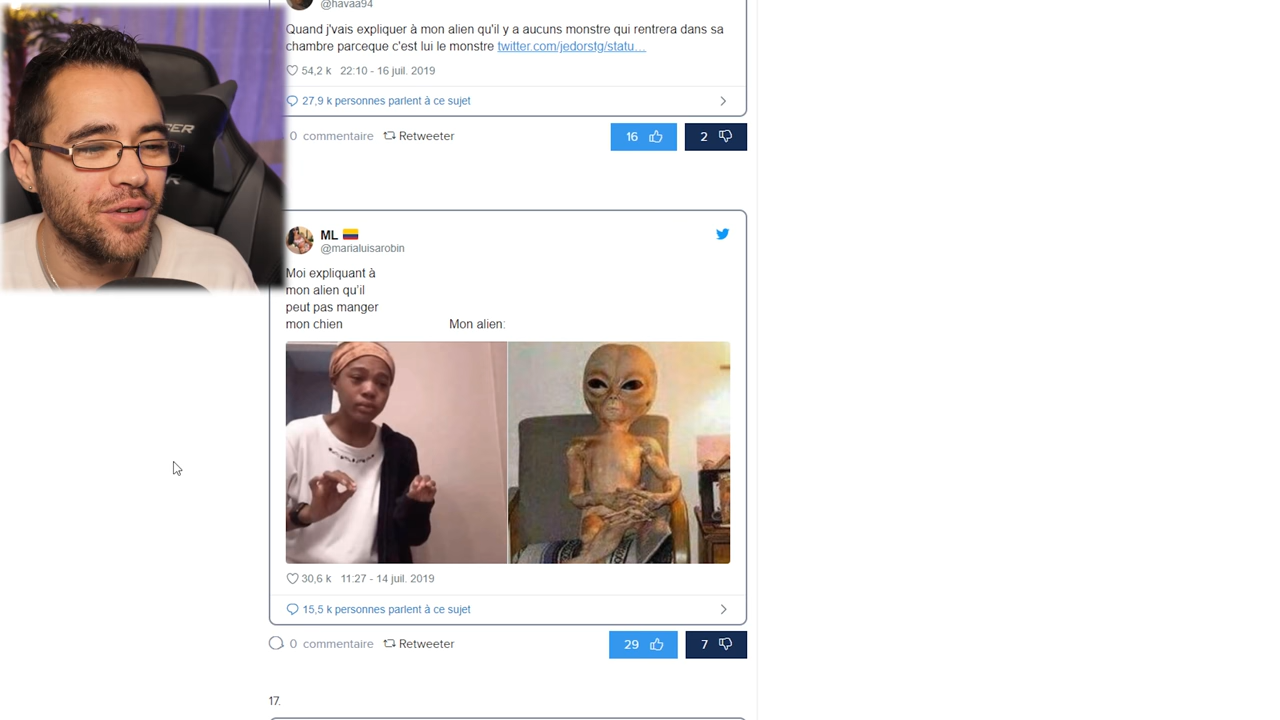 @havaa94
Quand j'vais expliquer à mon alien qu'il y a aucuns monstre qui rentrera dans sa
chambre parceque c'est lui le monstre twitter.com/jedorstg/statu…
54,2 k 22:10 - 16 juil. 2019
27,9 k personnes parlent à ce sujet
0 commentaire Retweeter 16 2
ML
@marialuisarobin
Moi expliquant à
mon alien qu'il
peut pas manger
mon chien Mon alien:
30,6 k 11:27 - 14 juil. 2019
15,5 k personnes parlent à ce sujet
0 commentaire Retweeter 29 7
17.